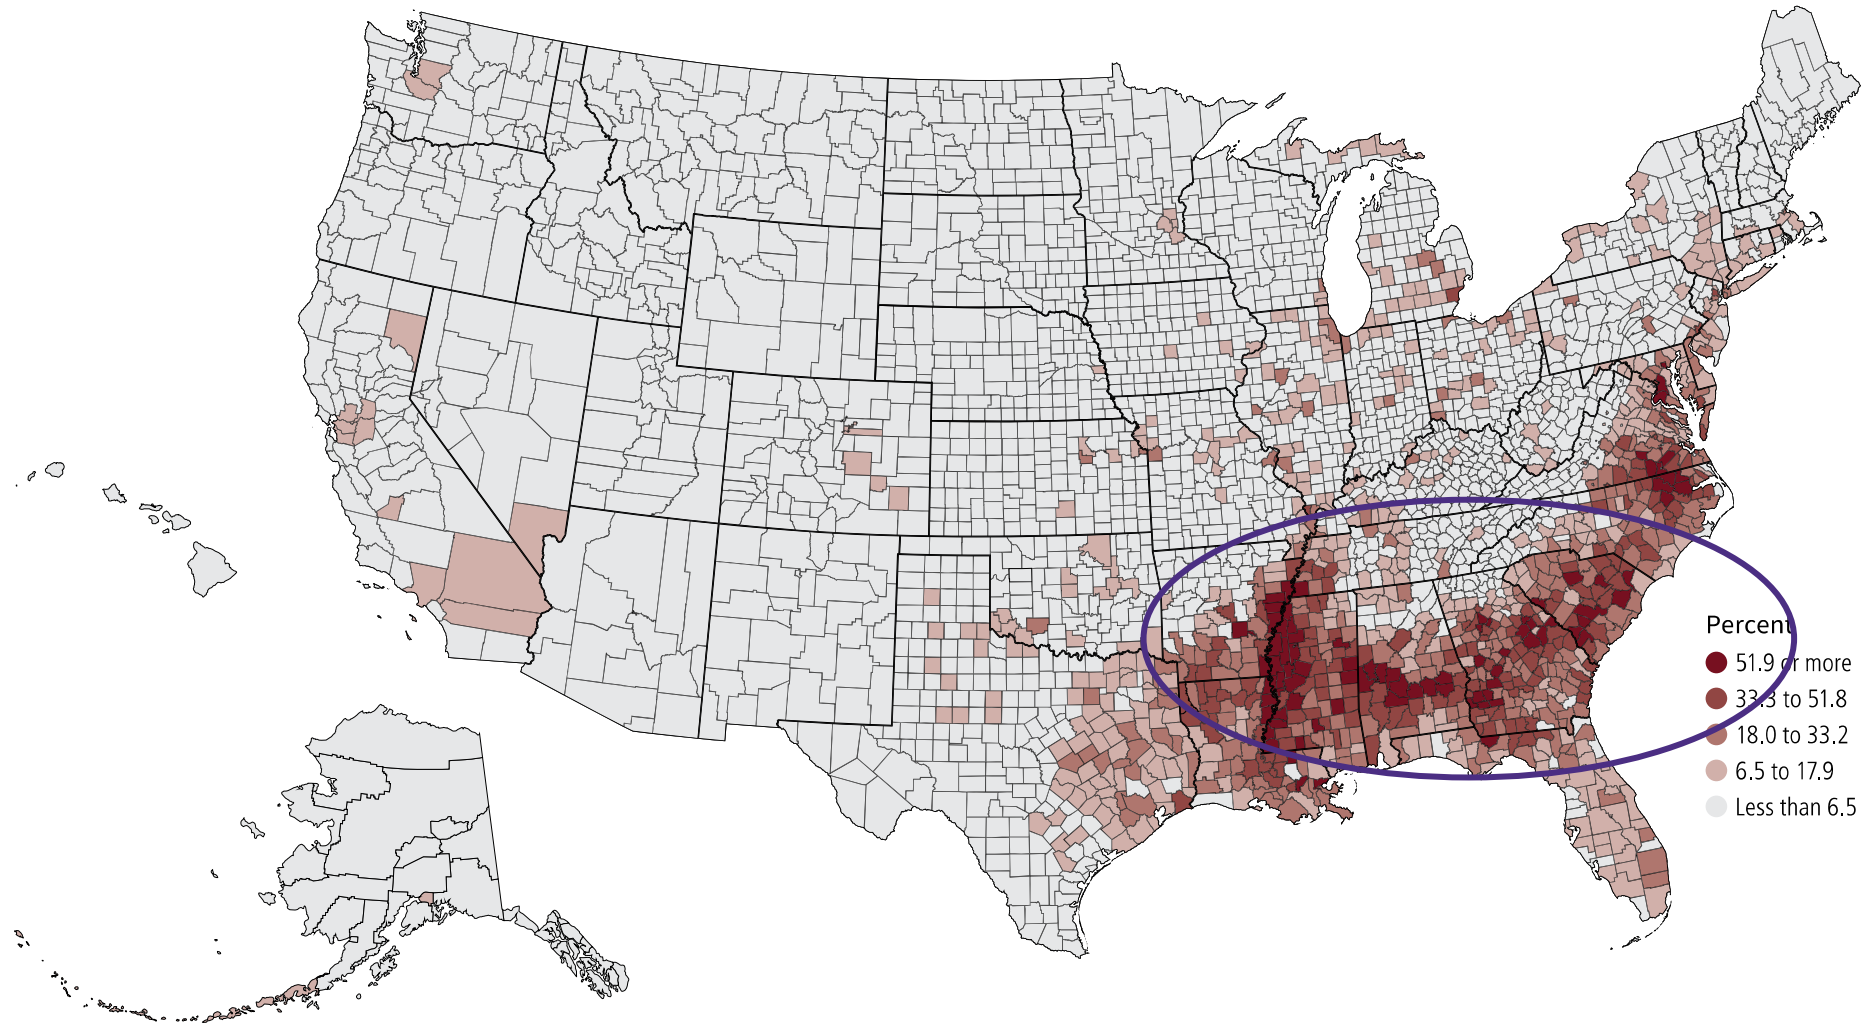 Percent
51.9 or more
33.3 to 51.8
18.0 to 33.2
6.5 to 17.9
Less than 6.5